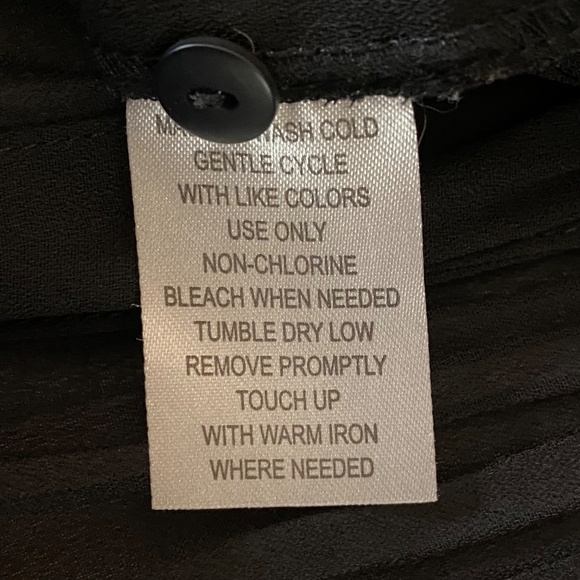 WASH COLD
GENTLE CYCLE
WITH LIKE COLORS
USE ONLY
NON-CHLORINE
BLEACH WHEN NEEDED
TUMBLE DRY LOW
REMOVE PROMPTLY
TOUCH UP
WITH WARM IRON
WHERE NEEDED